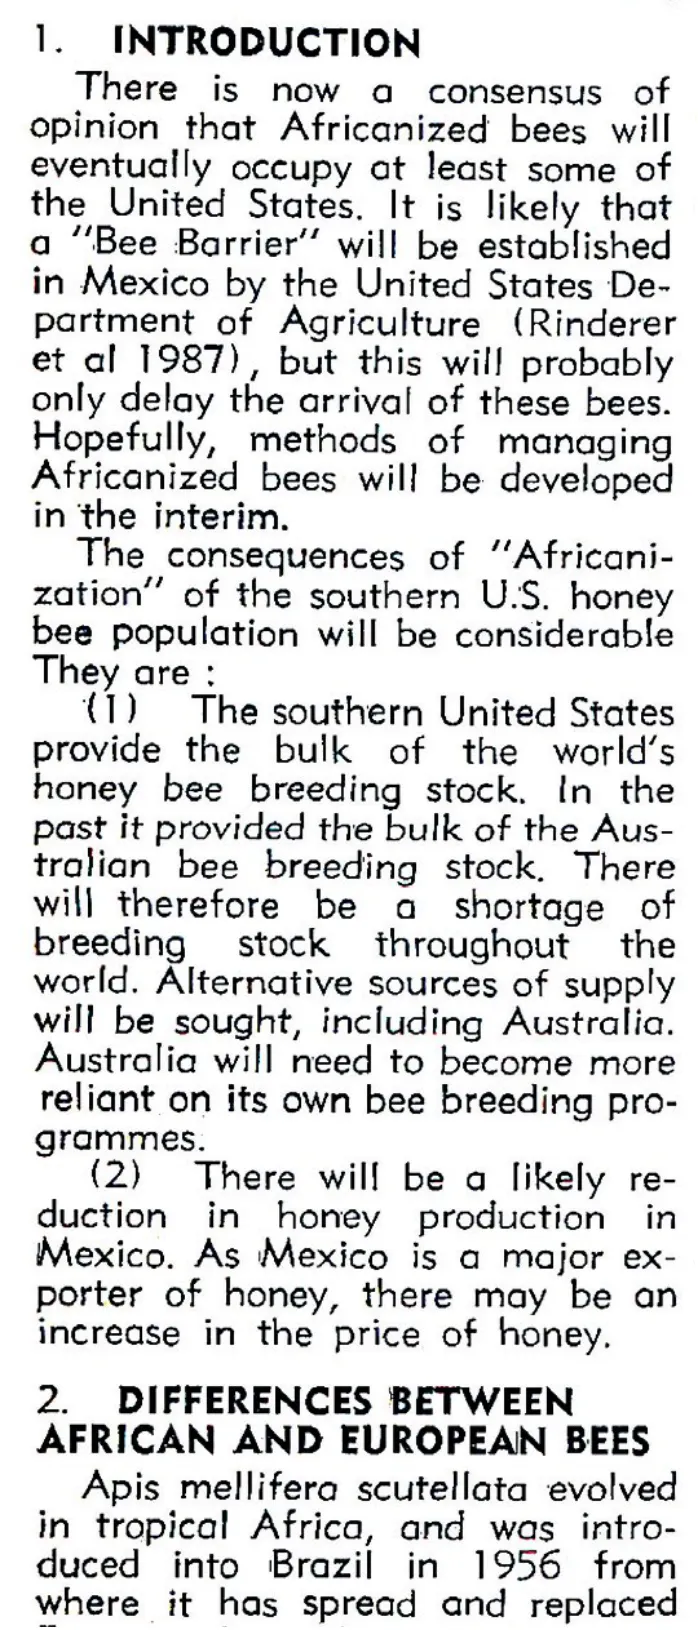 1. INTRODUCTION
There is now a consensus of
opinion that Africanized bees will
eventually occupy at least some of
the United States. It is likely that
a "Bee Barrier" will be established
in Mexico by the United States De-
partment of Agriculture (Rinderer
et al 1987), but this will probably
only delay the arrival of these bees.
Hopefully, methods of managing
Africanized bees will be developed
in the interim.
The consequences of "Africani-
zation" of the southern U.S. honey
bee population will be considerable
They are :
(1) The southern United States
provide the bulk of the world's
honey bee breeding stock. In the
past it provided the bulk of the Aus-
tralian bee breeding stock. There
will therefore be a shortage of
breeding stock throughout the
world. Alternative sources of supply
will be sought, including Australia.
Australia will need to become more
reliant on its own bee breeding pro-
grammes.
(2) There will be a likely re-
duction in honey production in
Mexico. As Mexico is a major ex-
porter of honey, there may be an
increase in the price of honey.
2. DIFFERENCES BETWEEN
AFRICAN AND EUROPEAN BEES
Apis mellifera scutellata evolved
in tropical Africa, and was intro-
duced into Brazil in 1956 from
where it has spread and replaced